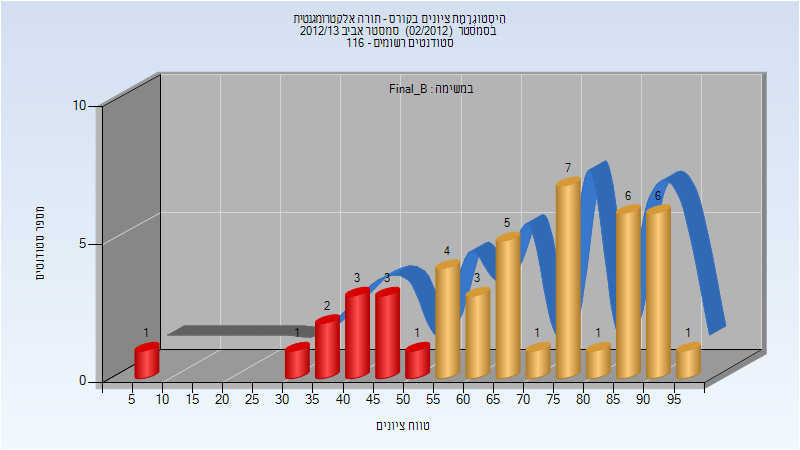 הִיסְטוֹגְרָמַת ציונים בקורס - תורה אלקטרומגנטית
בסמסטר (02/2012) סמסטר אביב 2012/13
סטודנטים רשומים - 116
במשימה : Final_B
מספר סטודנטים
10
5
0
1
1
2
3
3
1
4
3
5
1
7
1
6
6
1
5 10 15 20 25 30 35 40 45 50 55 60 65 70 75 80 85 90 95
טווח ציונים